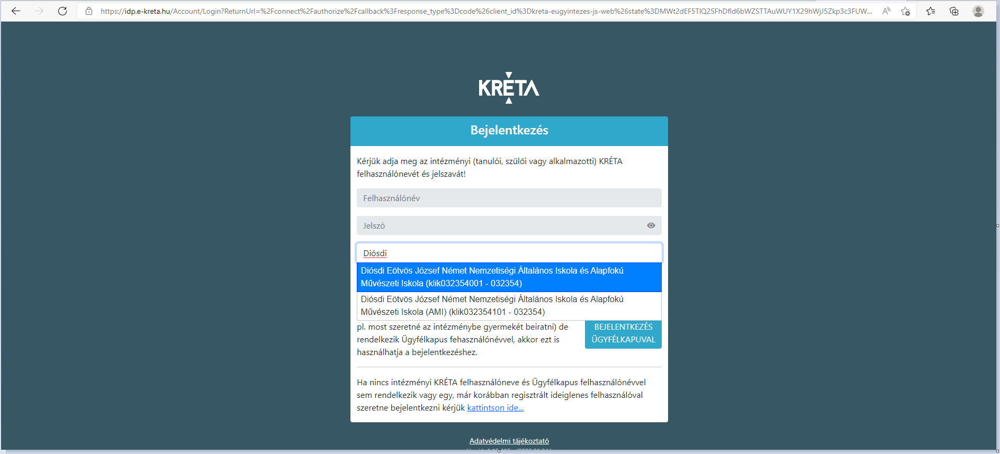 https://idp.e-kreta.hu/Account/Login?ReturnUrl=%2Fconnect%2Fauthorize%2Fcallback%3Fresponse_type%3Dcode%26client_id%3Dkreta-eugyintezes-js-web%26state%3DMWt2dEF5TlQ2SFhDfld6bWZSTTAuWUY1X29hWjJ5Zkp3c3FUW...
KRÉTA
Bejelentkezés
Kérjük adja meg az intézményi (tanulói, szülői vagy alkalmazotti) KRÉTA
felhasználónevét és jelszavát!
Felhasználónév
Jelszó
Diósdi
Diósdi Eötvös József Német Nemzetiségi Általános Iskola és Alapfokú
Művészeti Iskola (klik032354001 - 032354)
Diósdi Eötvös József Német Nemzetiségi Általános Iskola és Alapfokú
Művészeti Iskola (AMI) (klik032354101 - 032354)
pl. most szeretné az intézménybe gyermekét beiratni) de
rendelkezik Ügyfélkapus fehasználónévvel, akkor ezt is
használhatja a bejelentkezéshez.
BEJELENTKEZÉS
ÜGYFÉLKAPUVAL
Ha nincs intézményi KRÉTA felhasználóneve és Ügyfélkapus felhasználónévvel
sem rendelkezik vagy egy, már korábban regisztrált ideiglenes felhasználóval
szeretne bejelentkezni kérjük kattintson ide...
Adatvédelmi tájékoztató